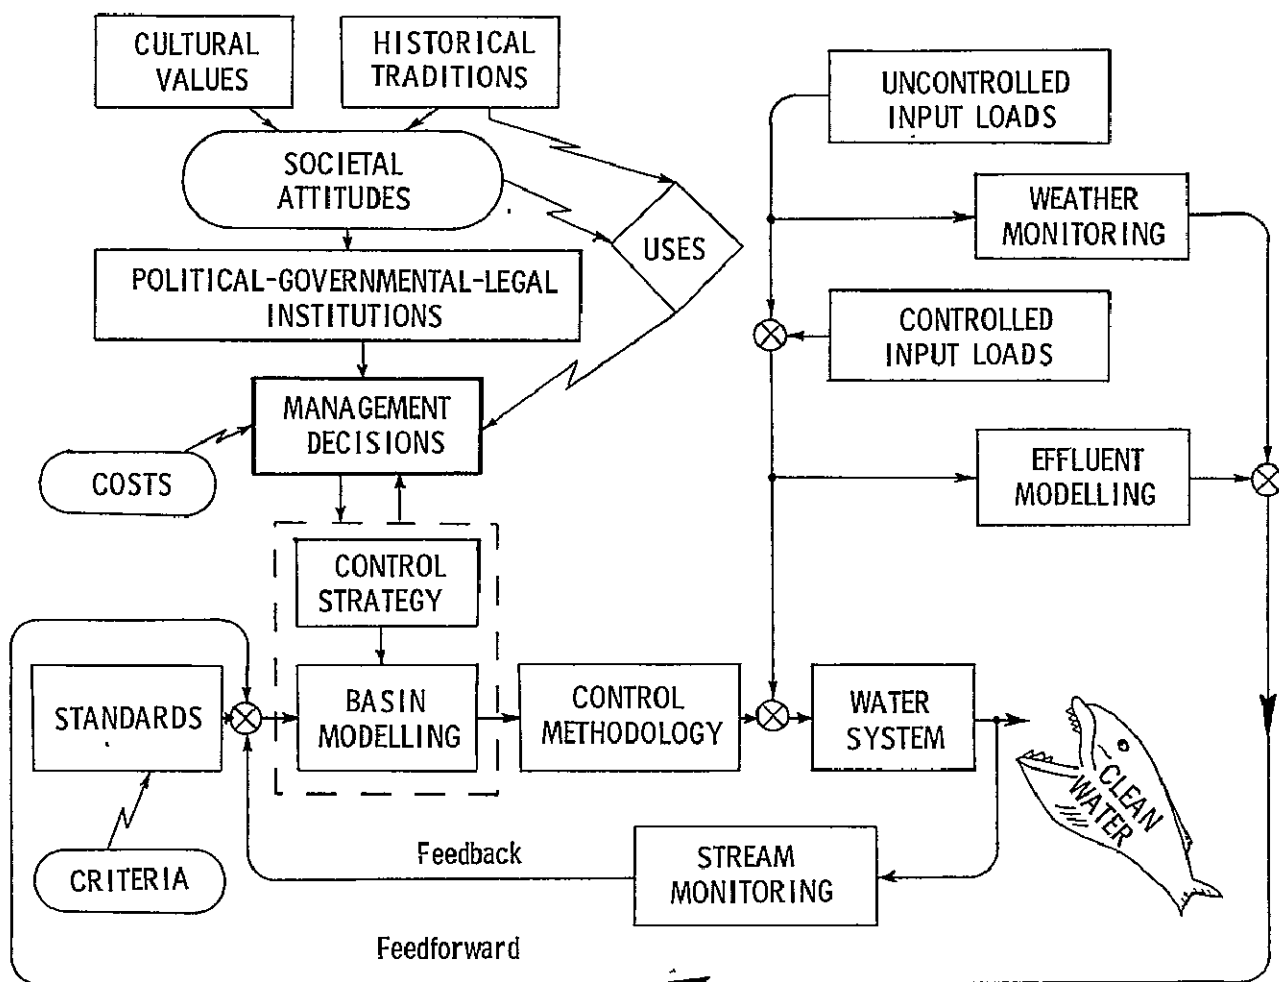 CULTURAL
VALUES
HISTORICAL
TRADITIONS
SOCIETAL
ATTITUDES
USES
POLITICAL-GOVERNMENTAL-LEGAL
INSTITUTIONS
MANAGEMENT
DECISIONS
COSTS
CONTROL
STRATEGY
UNCONTROLLED
INPUT LOADS
WEATHER
MONITORING
CONTROLLED
INPUT LOADS
EFFLUENT
MODELLING
STANDARDS
BASIN
MODELLING
CONTROL
METHODOLOGY
WATER
SYSTEM
CLEAN
WATER
CRITERIA
Feedback
STREAM
MONITORING
Feedforward